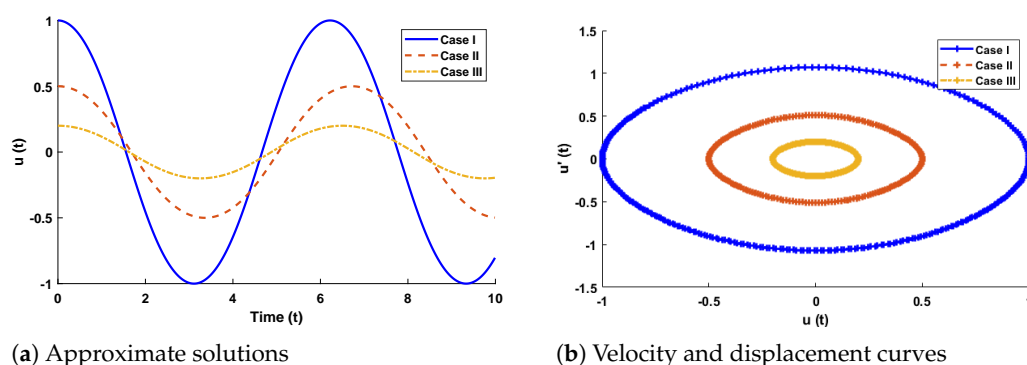 1
0.5
0
-0.5
-1
u (t)
0
2
4
6
8
10
Time (t)
Case I
Case II
Case III
(a) Approximate solutions
1.5
1
0.5
0
-0.5
-1
-1.5
u' (t)
-1
-0.5
0
0.5
u (t)
Case I
Case II
Case III
(b) Velocity and displacement curves